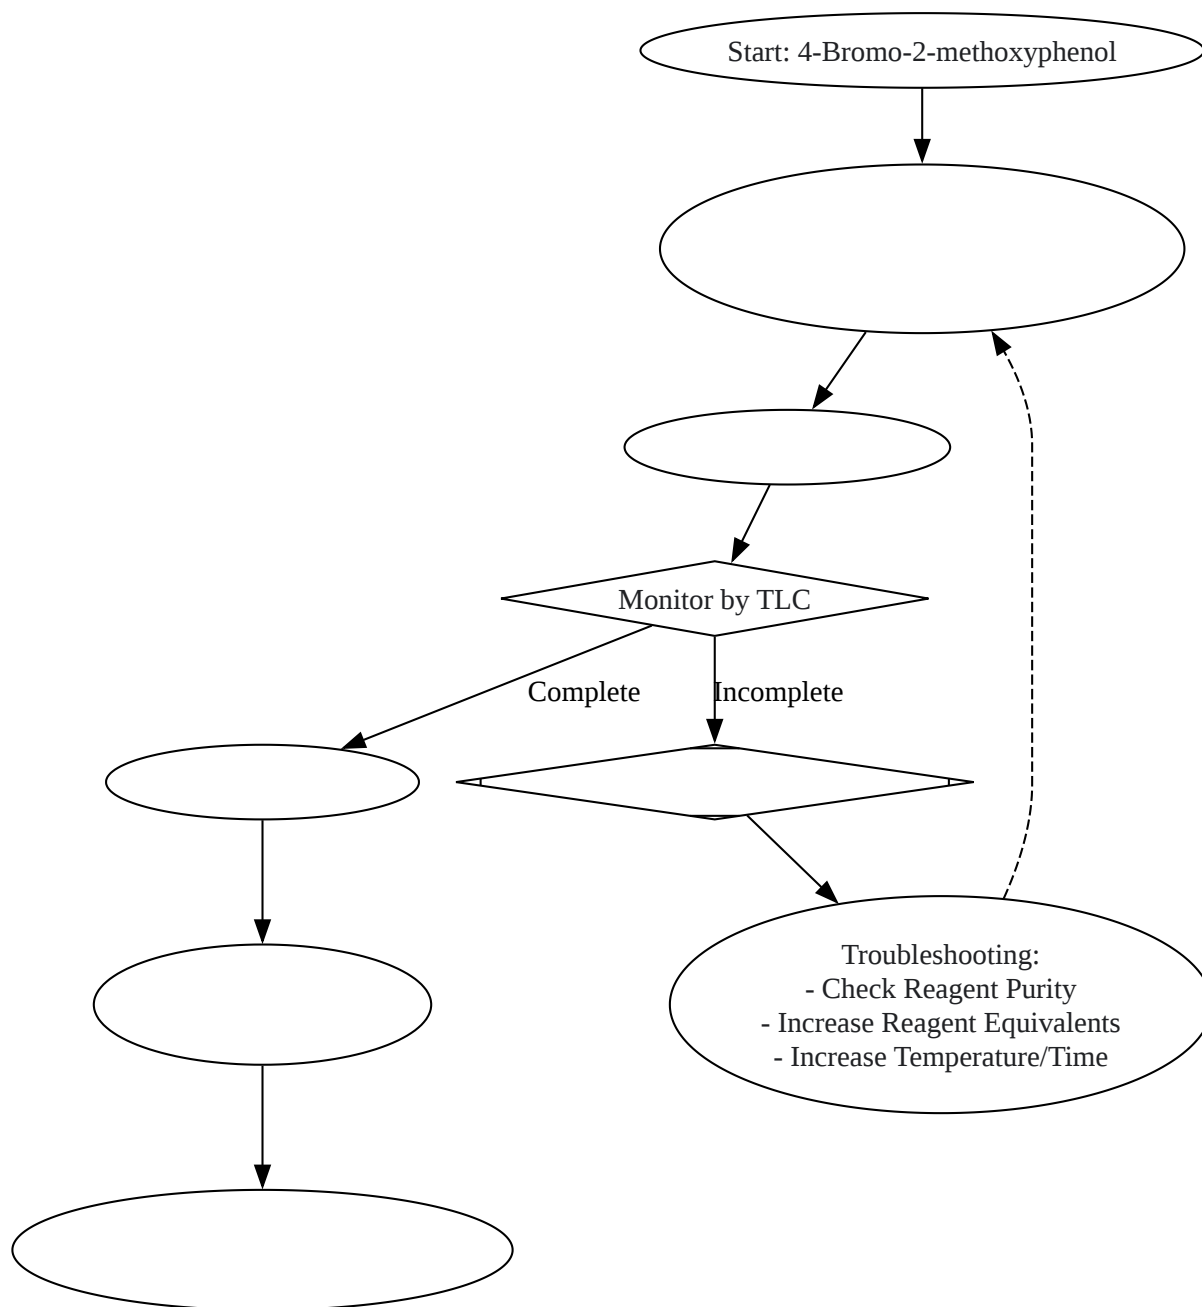 Start: 4-Bromo-2-methoxyphenol
Monitor by TLC
Complete
Incomplete
Troubleshooting:
- Check Reagent Purity
- Increase Reagent Equivalents
- Increase Temperature/Time